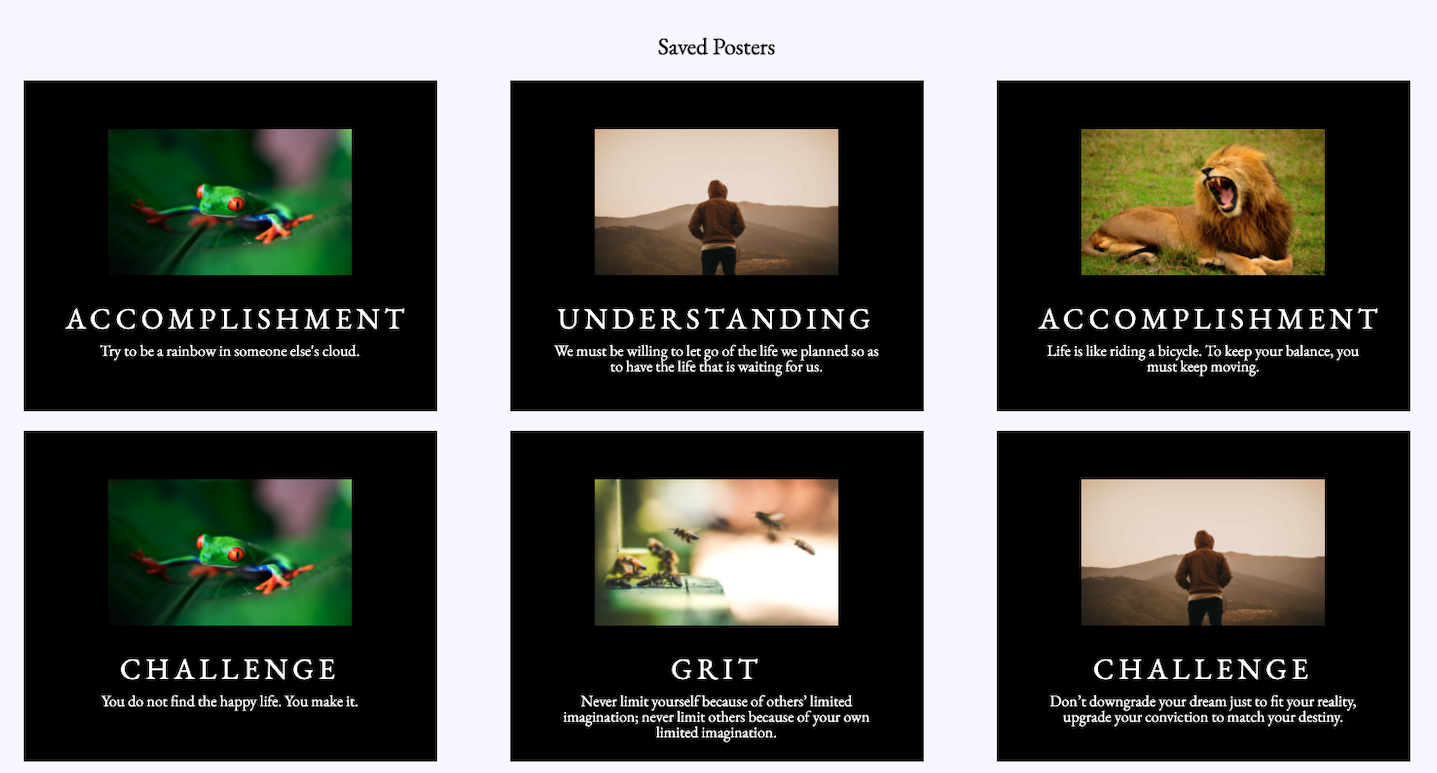 Saved Posters
ACCOMPLISHMENT
Try to be a rainbow in someone else's cloud.
UNDERSTANDING
We must be willing to let go of the life we planned so as
to have the life that is waiting for us.
ACCOMPLISHMENT
Life is like riding a bicycle. To keep your balance, you
must keep moving.
CHALLENGE
You do not find the happy life. You make it.
GRIT
Never limit yourself because of others’ limited
imagination; never limit others because of your own
limited imagination.
CHALLENGE
Don’t downgrade your dream just to fit your reality,
upgrade your conviction to match your destiny.